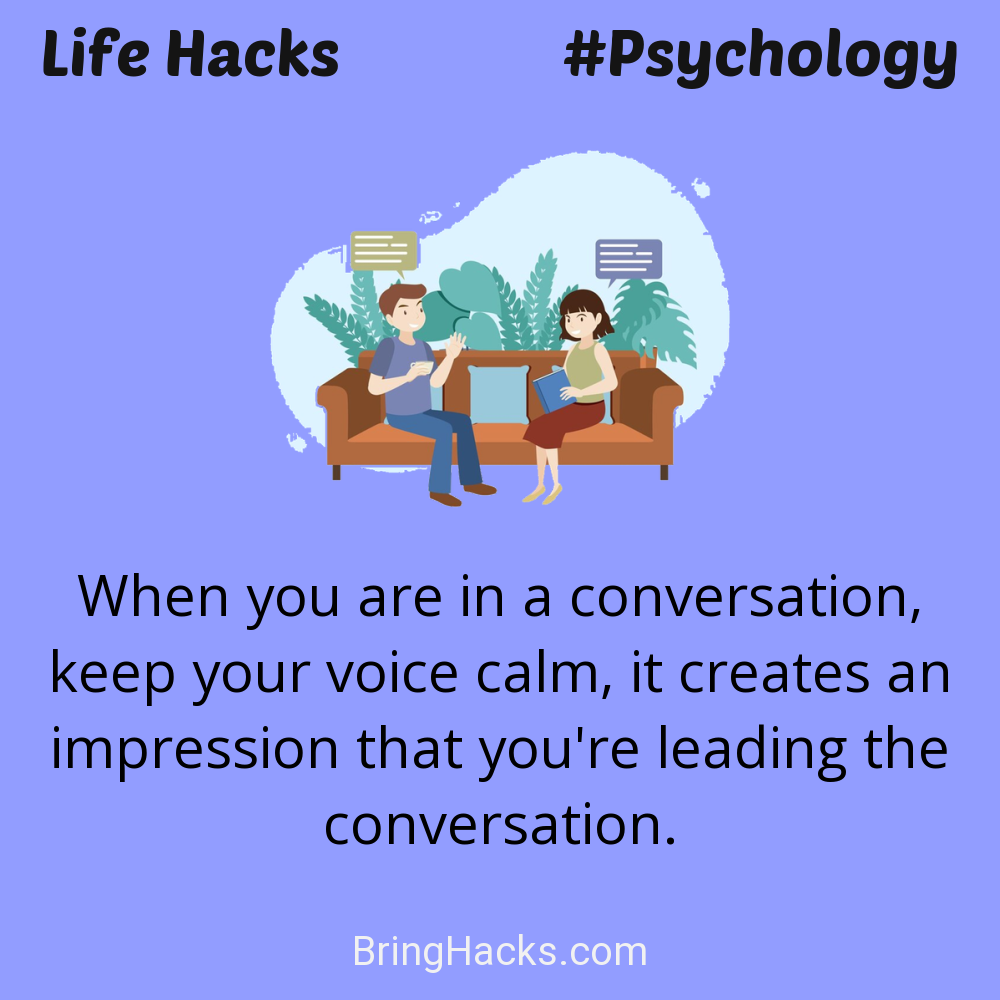 Life Hacks
#Psychology
When you are in a conversation,
keep your voice calm, it creates an
impression that you're leading the
conversation.
BringHacks.com